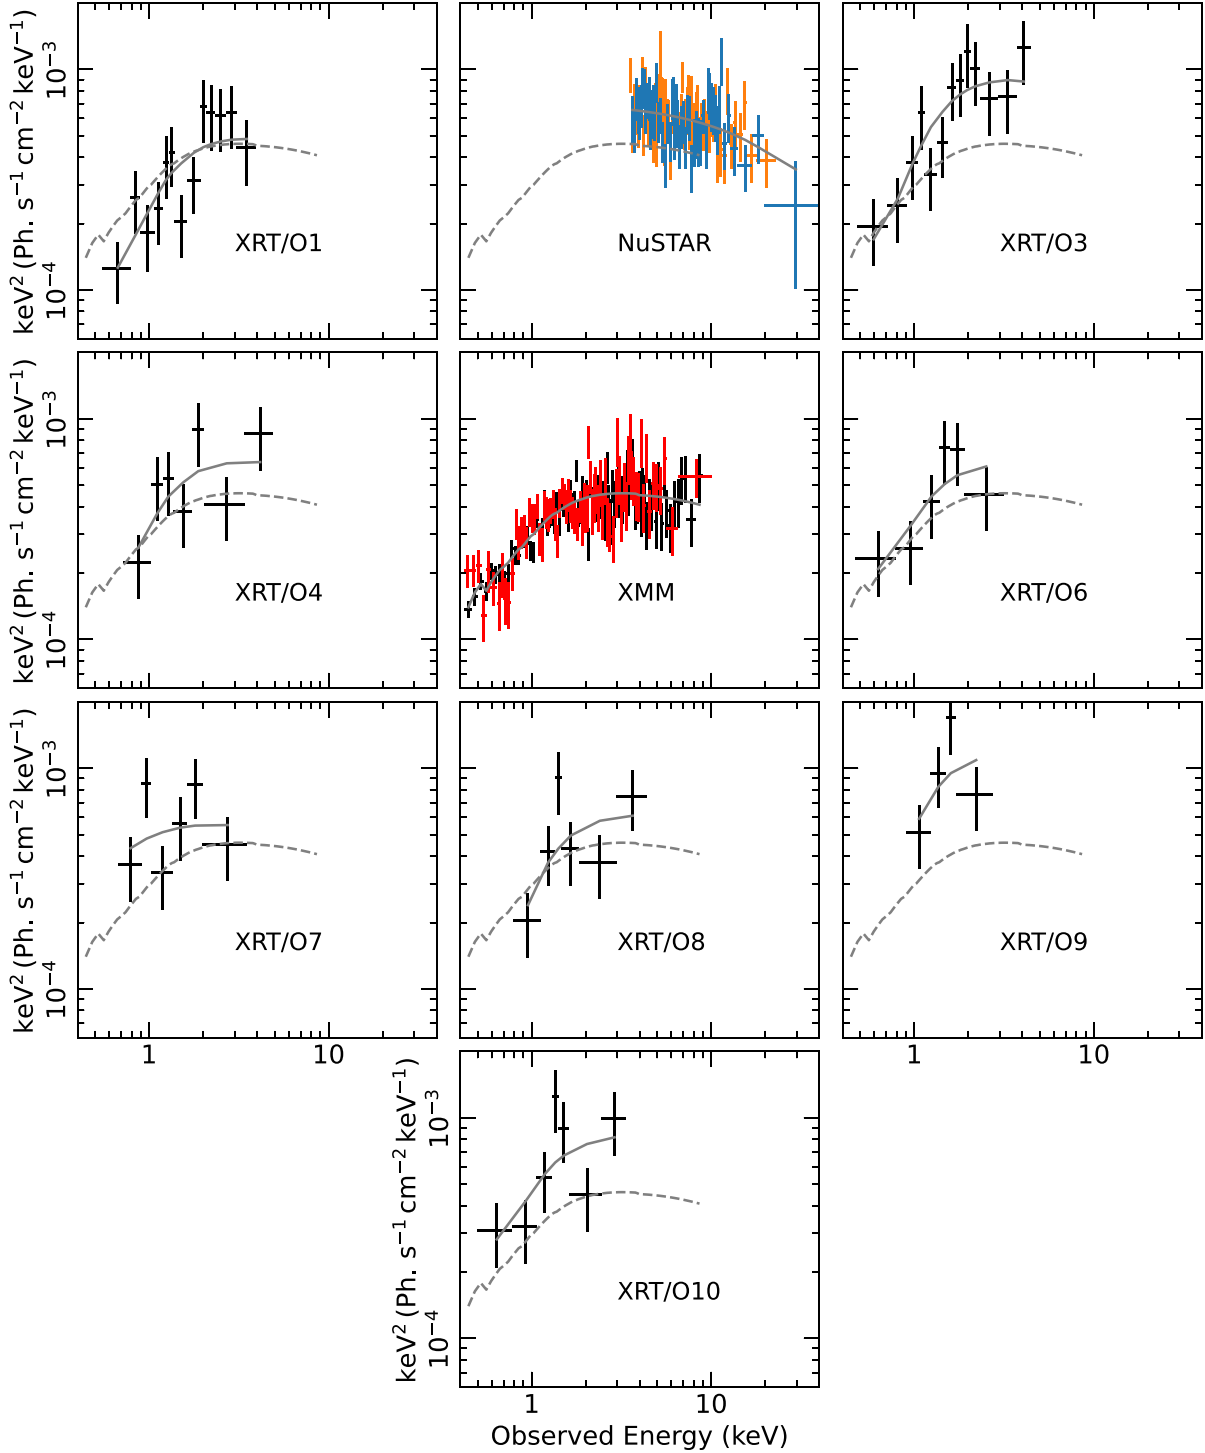 keV² (Ph. s⁻¹ cm⁻² keV⁻¹)
10⁻³
10⁻⁴
XRT/O1
NuSTAR
XRT/O3
keV² (Ph. s⁻¹ cm⁻² keV⁻¹)
10⁻³
10⁻⁴
XRT/O4
XMM
XRT/O6
keV² (Ph. s⁻¹ cm⁻² keV⁻¹)
10⁻³
10⁻⁴
XRT/O7
XRT/O8
XRT/O9
1 10
1 10
keV² (Ph. s⁻¹ cm⁻² keV⁻¹)
10⁻³
10⁻⁴
XRT/O10
1 10
Observed Energy (keV)